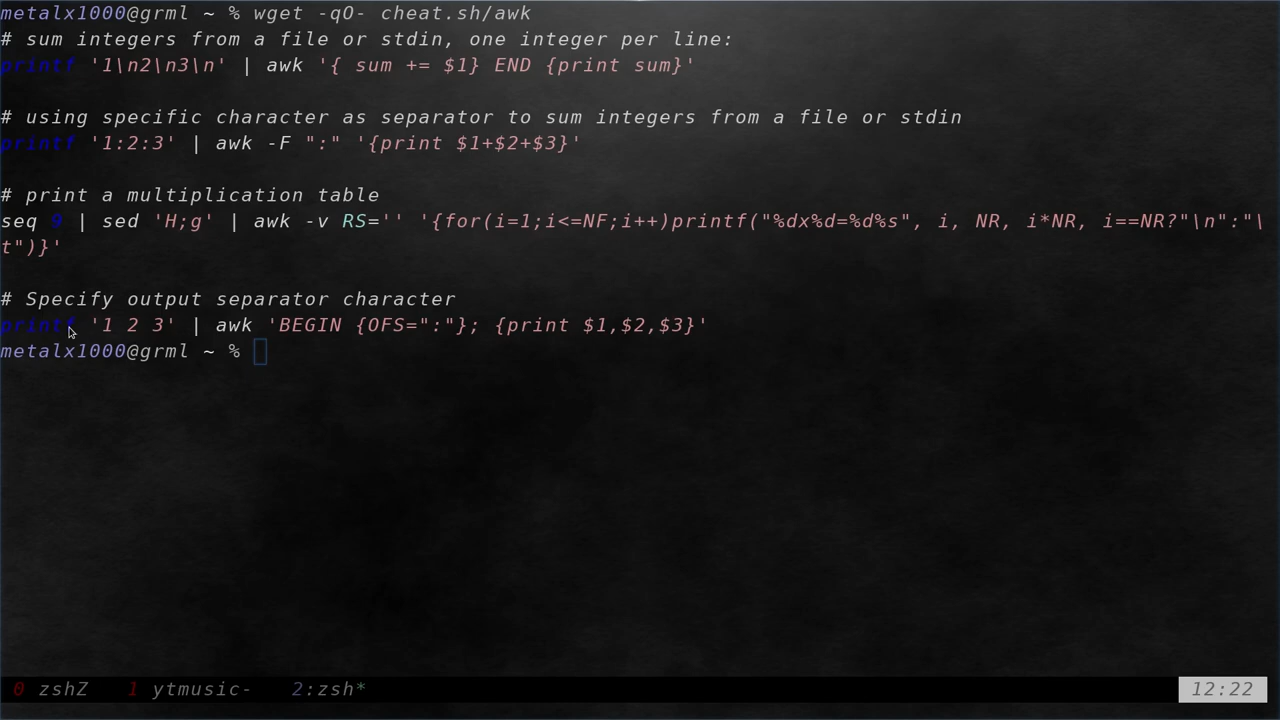 metalx1000@grml ~ % wget -qO- cheat.sh/awk
# sum integers from a file or stdin, one integer per line:
printf '1\n2\n3\n' | awk '{ sum += $1} END {print sum}'
# using specific character as separator to sum integers from a file or stdin
printf '1:2:3' | awk -F ":" '{print $1+$2+$3}'
# print a multiplication table
seq 9 | sed 'H;g' | awk -v RS='' '{for(i=1;i<=NF;i++)printf("%dx%d=%d%s", i, NR, i*NR, i==NR?"\n":"\
t")}'
# Specify output separator character
printf '1 2 3' | awk 'BEGIN {OFS=":"}; {print $1,$2,$3}'
metalx1000@grml ~ %
0 zshZ 1 ytmusic- 2:zsh* 12:22